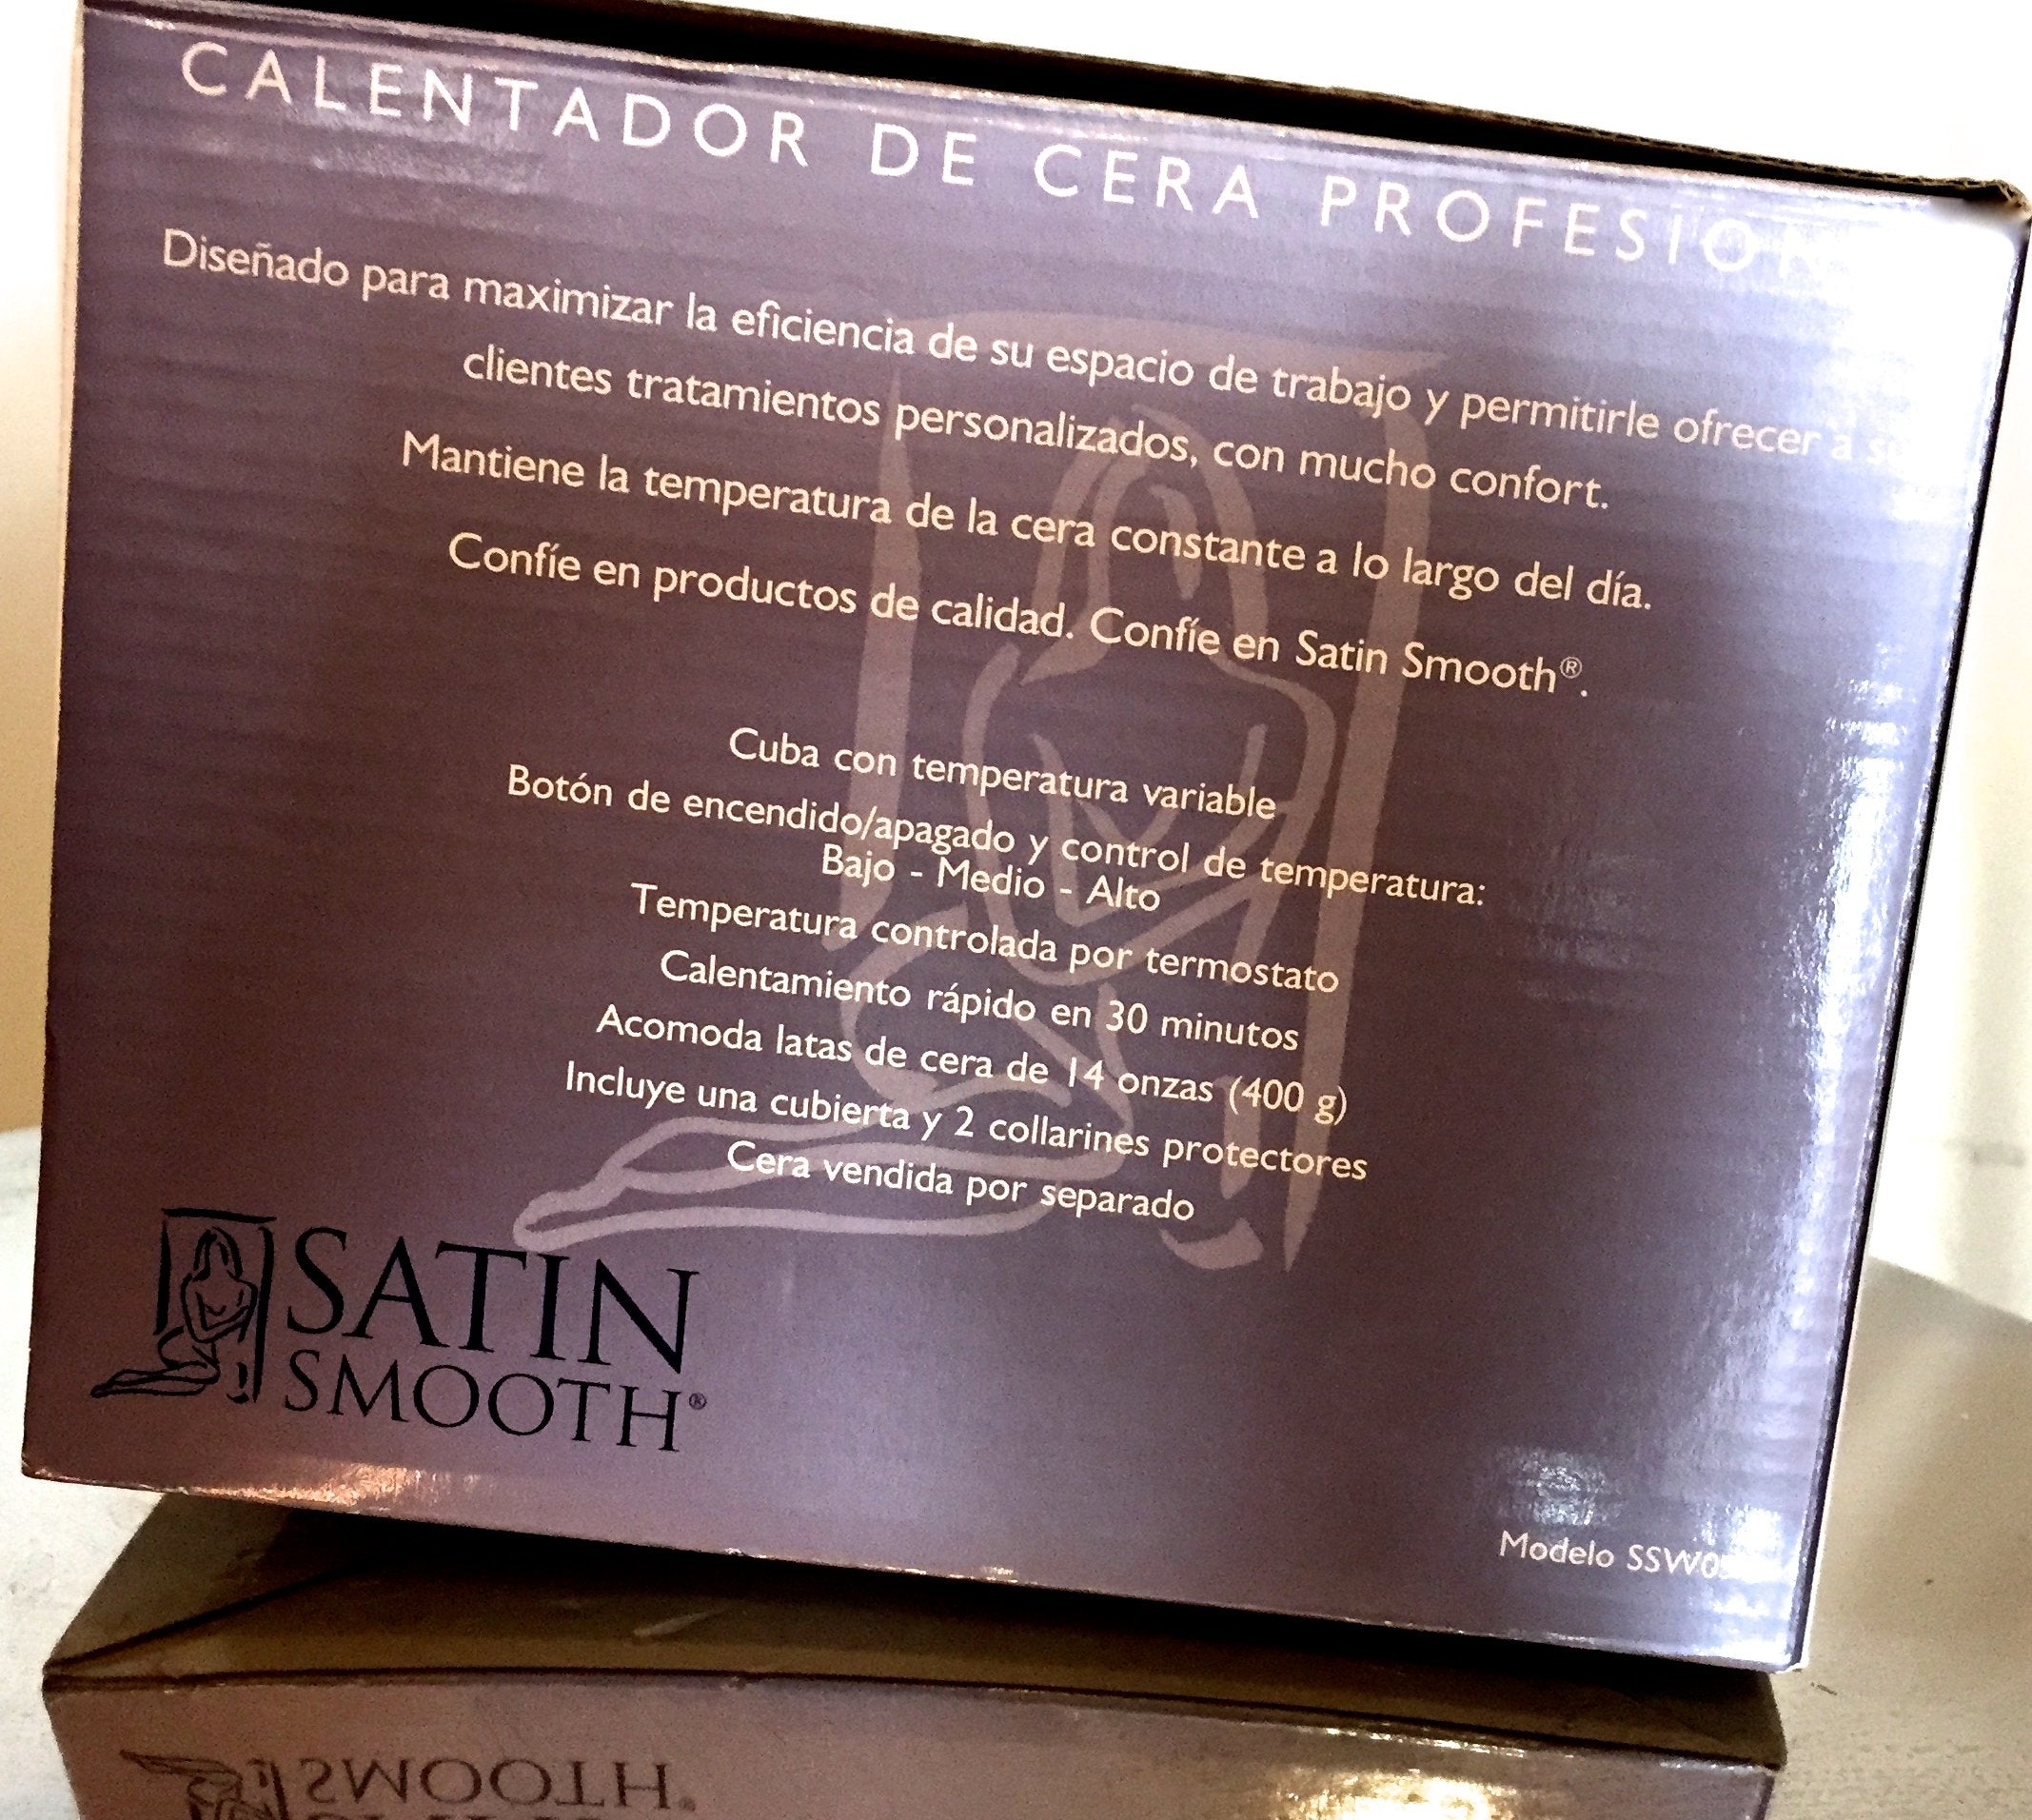 CALENTADOR DE CERA
Diseñado para maximizar la eficiencia de su espacio de trabajo y permitirle ofrecer a
clientes tratamientos personalizados, con mucho confort.
Mantiene la temperatura de la cera constante a lo largo del día.
Confíe en productos de calidad. Confíe en Satin Smooth®.
Cuba con temperatura variable
Botón de encendido/apagado y control de temperatura:
Bajo - Medio - Alto
Temperatura controlada por termostato
Calentamiento rápido en 30 minutos
Acomoda latas de cera de 14 onzas (400 g)
Incluye una cubierta y 2 collarines protectores
Cera vendida por separado
SATIN
SMOOTH®
Modelo
SMOOTH®